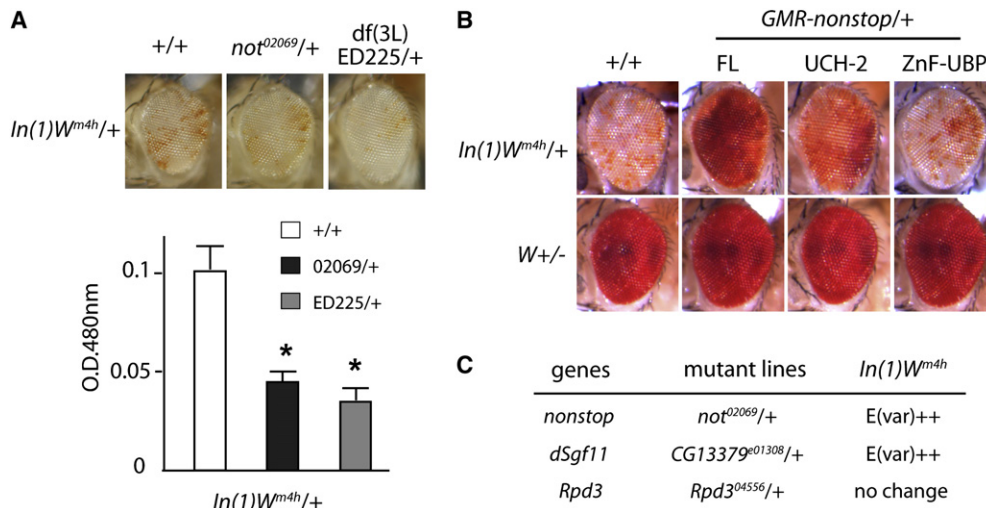 A
+/+
not02069/+
df(3L)
ED225/+
In(1)Wm4h/+
O.D.480nm
0.1
0.05
0
+/+
02069/+
ED225/+
*
*
In(1)Wm4h/+
B
GMR-nonstop/+
+/+
FL
UCH-2
ZnF-UBP
In(1)Wm4h/+
W+/-
C
genes
mutant lines
In(1)Wm4h
nonstop
not02069/+
E(var)++
dSgf11
CG13379e01308/+
E(var)++
Rpd3
Rpd304556/+
no change